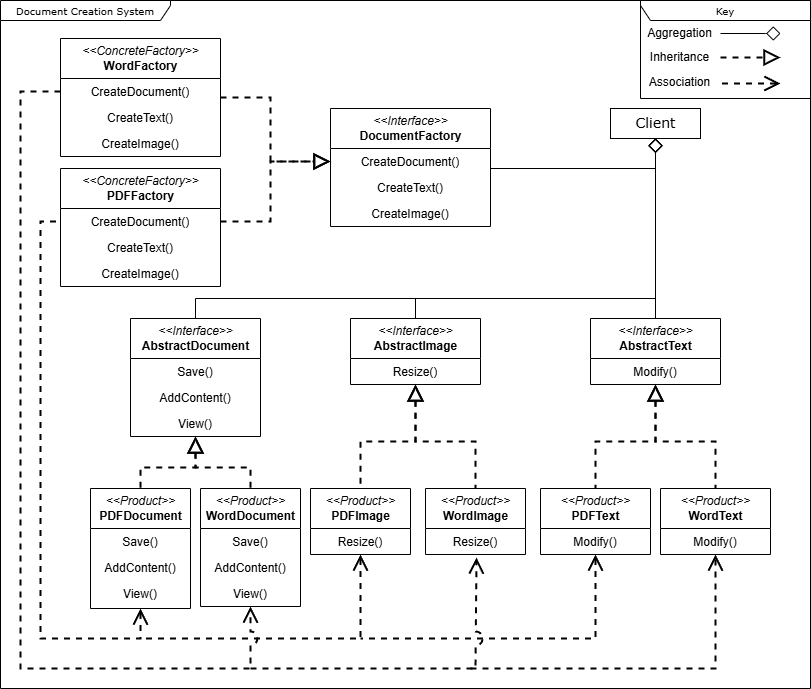 Document Creation System
Key
Aggregation
Inheritance
Association
<<ConcreteFactory>>
WordFactory
CreateDocument()
CreateText()
CreateImage()
<<ConcreteFactory>>
PDFFactory
CreateDocument()
CreateText()
CreateImage()
<<Interface>>
DocumentFactory
CreateDocument()
CreateText()
CreateImage()
Client
<<Interface>>
AbstractDocument
Save()
AddContent()
View()
<<Interface>>
AbstractImage
Resize()
<<Interface>>
AbstractText
Modify()
<<Product>>
PDFDocument
Save()
AddContent()
View()
<<Product>>
WordDocument
Save()
AddContent()
View()
<<Product>>
PDFImage
Resize()
<<Product>>
WordImage
Resize()
<<Product>>
PDFText
Modify()
<<Product>>
WordText
Modify()